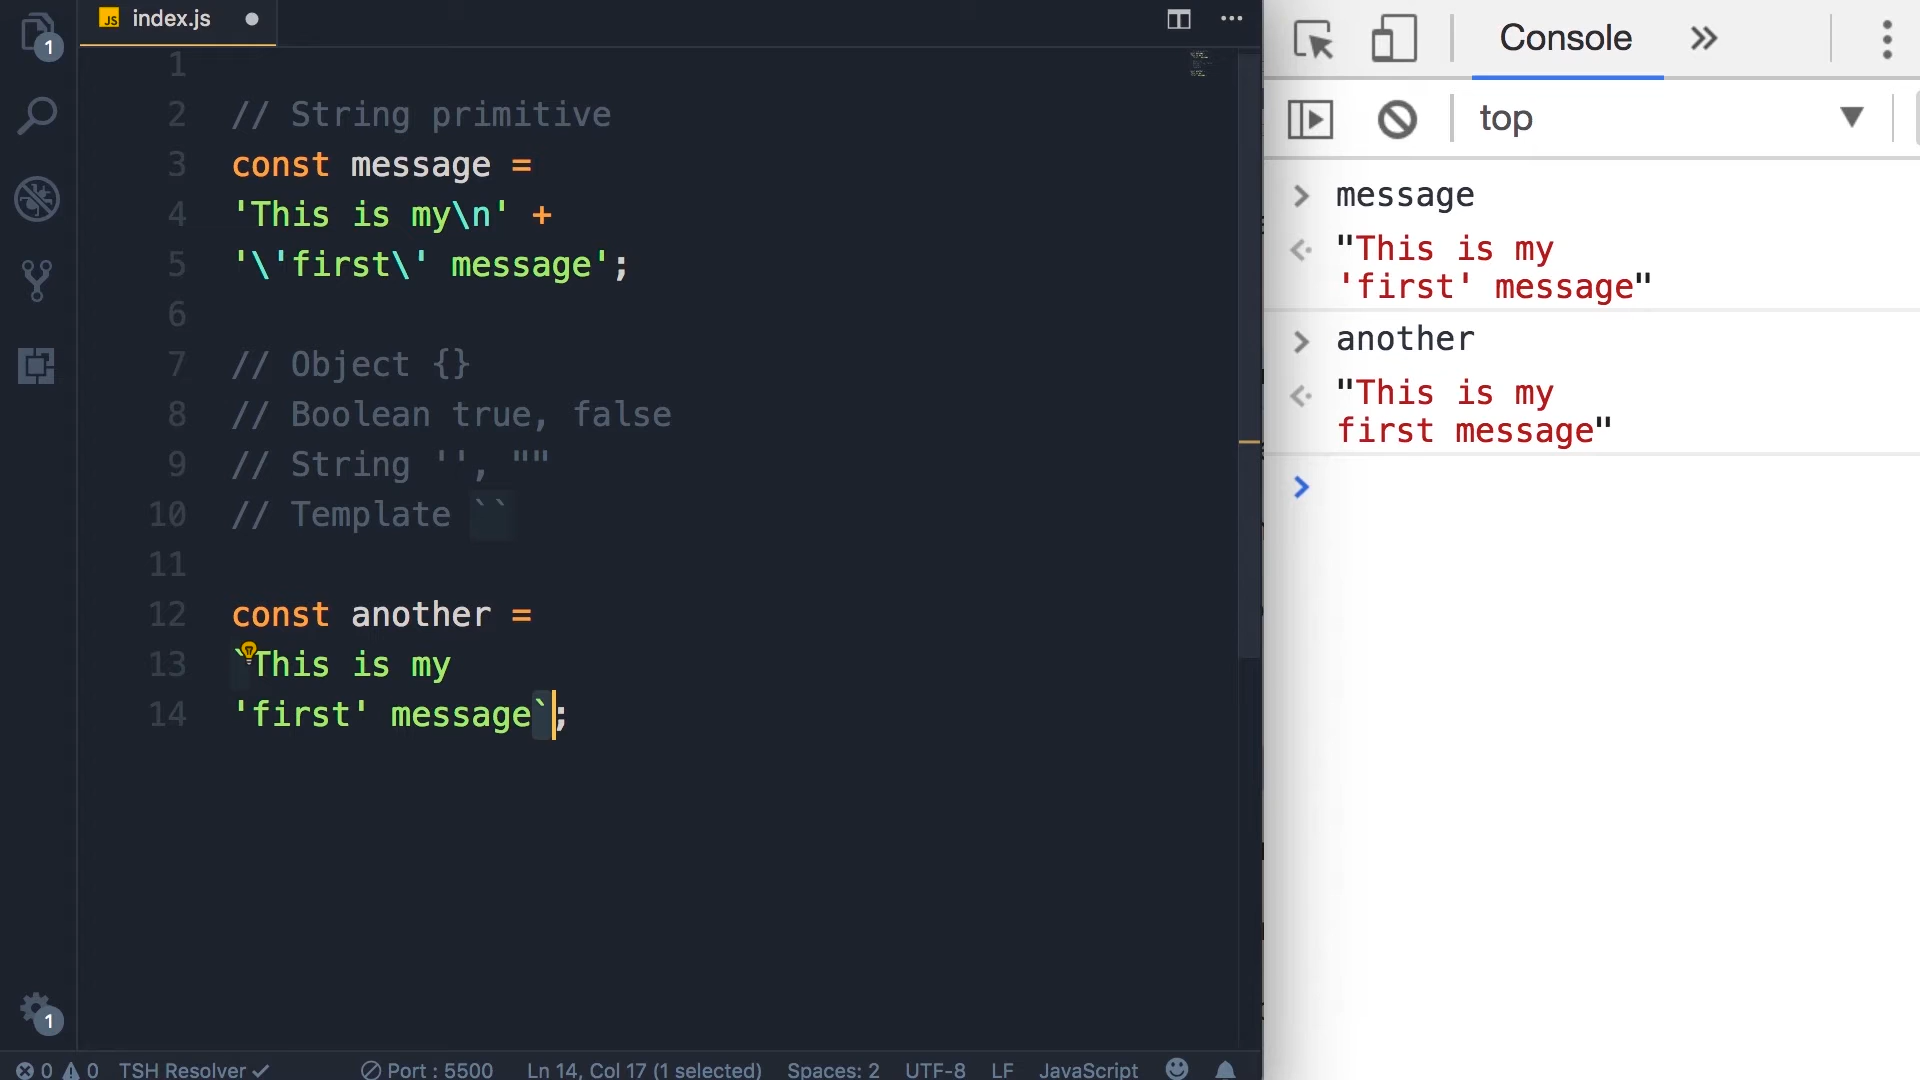 1
JS index.js
1
// String primitive
2
const message =
3
'This is my\n' +
4
'\'first\' message';
5
6
// Object {}
7
// Boolean true, false
8
// String '', ""
9
// Template ``
10
11
const another =
12
`This is my
13
'first' message`;
14
1
0 0 TSH Resolver Port : 5500 Ln 14, Col 17 (1 selected) Spaces: 2 UTF-8 LF JavaScript
Console
top
message
"This is my
'first' message"
another
"This is my
first message"